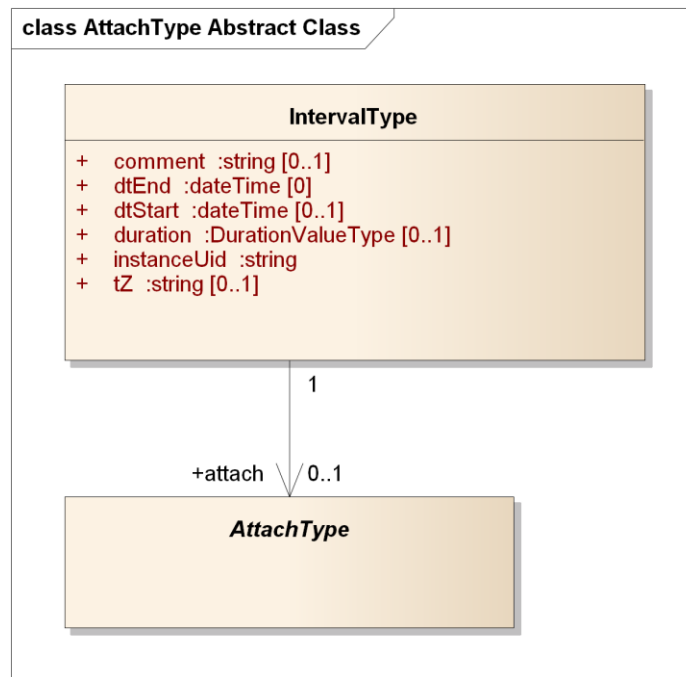 class AttachType Abstract Class
IntervalType
+ comment :string [0..1]
+ dtEnd :dateTime [0]
+ dtStart :dateTime [0..1]
+ duration :DurationValueType [0..1]
+ instanceUid :string
+ tZ :string [0..1]
1
+attach 0..1
AttachType